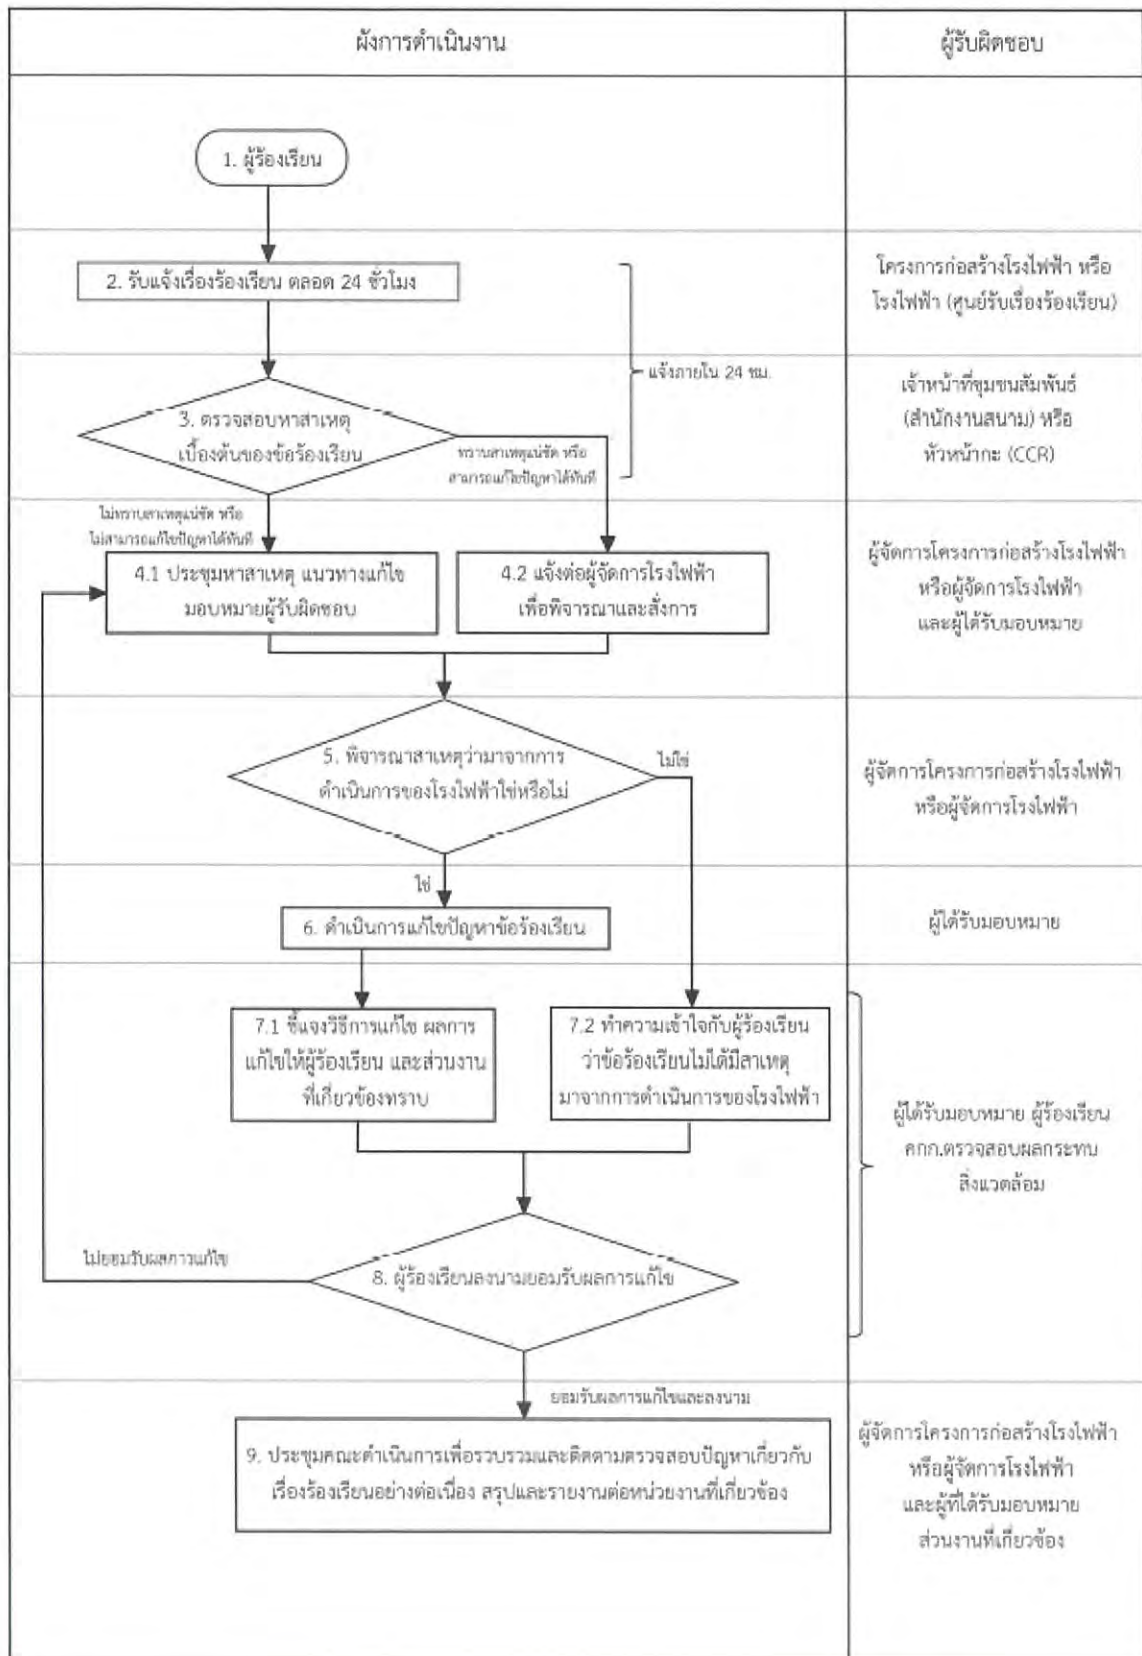 ผังการดำเนินงาน
ผู้รับผิดชอบ
1. ผู้ร้องเรียน
2. รับแจ้งเรื่องร้องเรียน ตลอด 24 ชั่วโมง
โครงการก่อสร้างโรงไฟฟ้า หรือ
โรงไฟฟ้า (ศูนย์รับเรื่องร้องเรียน)
แจ้งภายใน 24 ชม.
3. ตรวจสอบหาสาเหตุ
เบื้องต้นของข้อร้องเรียน
ทราบสาเหตุแน่ชัด หรือ
สามารถแก้ไขปัญหาได้ทันที
เจ้าหน้าที่ชุมชนสัมพันธ์
(สำนักงานสนาม) หรือ
หัวหน้ากะ (CCR)
ไม่ทราบสาเหตุแน่ชัด หรือ
ไม่สามารถแก้ไขปัญหาได้ทันที
4.1 ประชุมหาสาเหตุ แนวทางแก้ไข
มอบหมายผู้รับผิดชอบ
4.2 แจ้งต่อผู้จัดการโรงไฟฟ้า
เพื่อพิจารณาและสั่งการ
ผู้จัดการโครงการก่อสร้างโรงไฟฟ้า
หรือผู้จัดการโรงไฟฟ้า
และผู้ได้รับมอบหมาย
5. พิจารณาสาเหตุว่ามาจากการ
ดำเนินการของโรงไฟฟ้าใช่หรือไม่
ไม่ใช่
ผู้จัดการโครงการก่อสร้างโรงไฟฟ้า
หรือผู้จัดการโรงไฟฟ้า
ใช่
6. ดำเนินการแก้ไขปัญหาข้อร้องเรียน
ผู้ได้รับมอบหมาย
7.1 ชี้แจงวิธีการแก้ไข ผลการ
แก้ไขให้ผู้ร้องเรียน และส่วนงาน
ที่เกี่ยวข้องทราบ
7.2 ทำความเข้าใจกับผู้ร้องเรียน
ว่าข้อร้องเรียนไม่ได้มีสาเหตุ
มาจากการดำเนินการของโรงไฟฟ้า
ผู้ได้รับมอบหมาย ผู้ร้องเรียน
คกก.ตรวจสอบผลกระทบ
สิ่งแวดล้อม
ไม่ยอมรับผลการแก้ไข
8. ผู้ร้องเรียนลงนามยอมรับผลการแก้ไข
ยอมรับผลการแก้ไขและลงนาม
9. ประชุมคณะดำเนินการเพื่อรวบรวมและติดตามตรวจสอบปัญหาเกี่ยวกับ
เรื่องร้องเรียนอย่างต่อเนื่อง สรุปและรายงานต่อหน่วยงานที่เกี่ยวข้อง
ผู้จัดการโครงการก่อสร้างโรงไฟฟ้า
หรือผู้จัดการโรงไฟฟ้า
และผู้ที่ได้รับมอบหมาย
ส่วนงานที่เกี่ยวข้อง